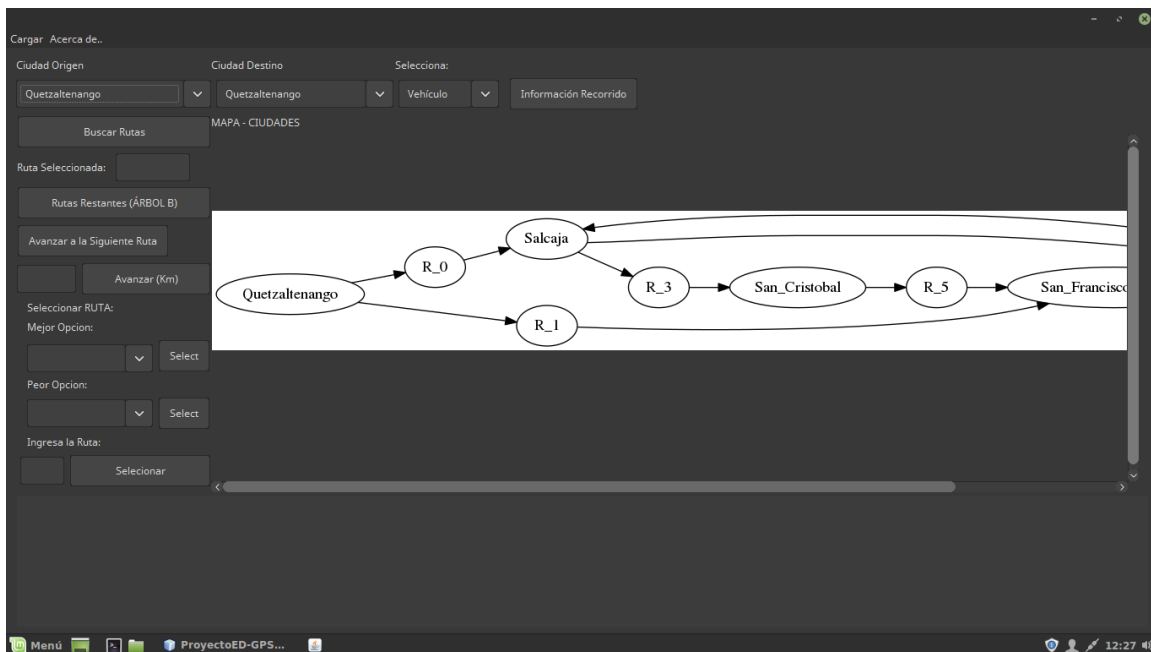 Cargar Acerca de..
Ciudad Origen Ciudad Destino Selecciona:
Quetzaltenango Quetzaltenango Vehículo Información Recorrido
Buscar Rutas
MAPA - CIUDADES
Ruta Seleccionada:
Rutas Restantes (ÁRBOL B)
Avanzar a la Siguiente Ruta
Avanzar (Km)
Seleccionar RUTA:
Mejor Opcion:
Select
Peor Opcion:
Select
Ingresa la Ruta:
Selecionar
Salcaja
R_0
Quetzaltenango
R_3 San_Cristobal R_5 San_Francisco
R_1
Menú ProyectoED-GPS... 12:27